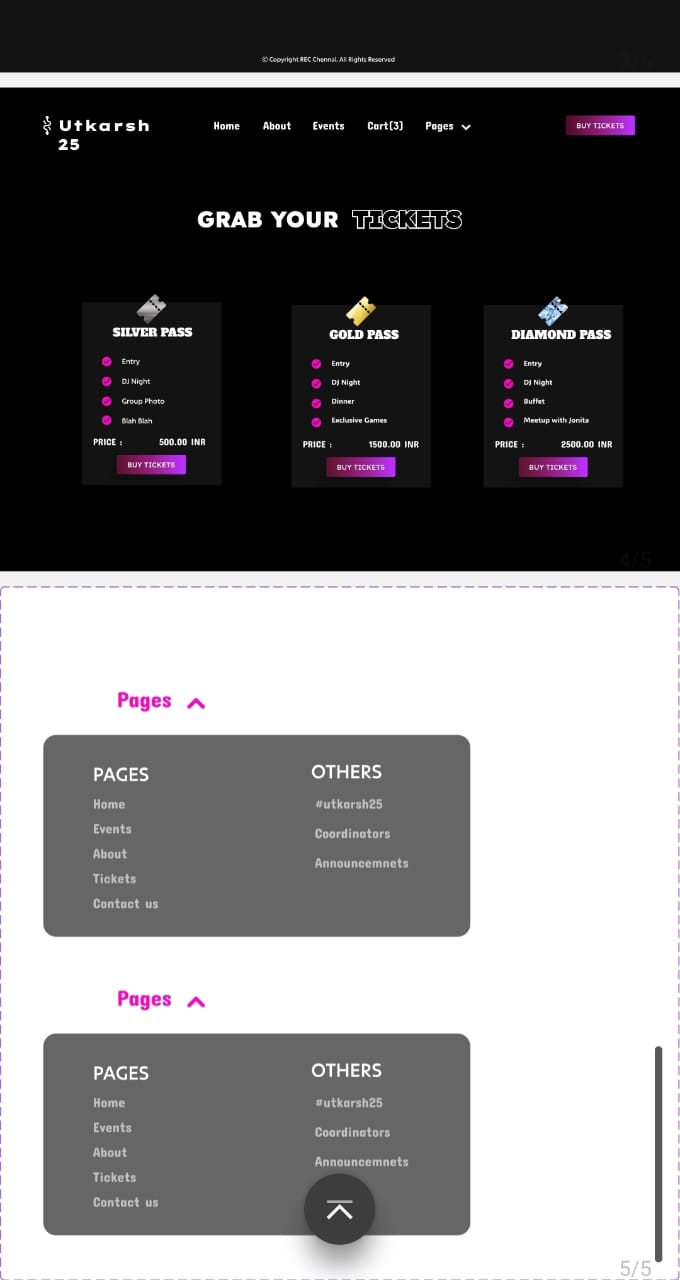 © Copyright REC Chennai. All Rights Reserved
3/5
Utkarsh 25
Home About Events Cart(3) Pages
BUY TICKETS
GRAB YOUR TICKETS
SILVER PASS
Entry
DJ Night
Group Photo
Blah Blah
PRICE : 500.00 INR
BUY TICKETS
GOLD PASS
Entry
DJ Night
Dinner
Exclusive Games
PRICE : 1500.00 INR
BUY TICKETS
DIAMOND PASS
Entry
DJ Night
Buffet
Meetup with Jonita
PRICE : 2500.00 INR
BUY TICKETS
4/5
Pages
PAGES
Home
Events
About
Tickets
Contact us
OTHERS
#utkarsh25
Coordinators
Announcemnets
Pages
PAGES
Home
Events
About
Tickets
Contact us
OTHERS
#utkarsh25
Coordinators
Announcemnets
5/5